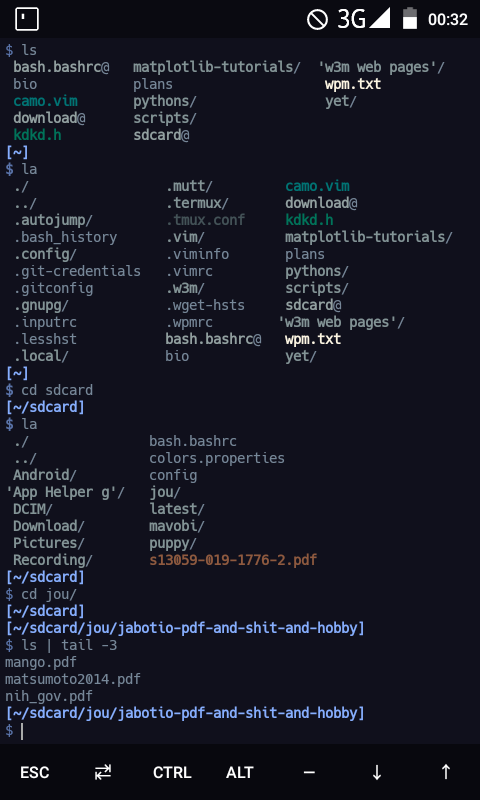 3G 00:32
$ ls
bash.bashrc@ matplotlib-tutorials/ 'w3m web pages'/
bio plans wpm.txt
camo.vim pythons/ yet/
download@ scripts/
kdkd.h sdcard@
[~]
$ la
./ .mutt/ camo.vim
../ .termux/ download@
.autojump/ .tmux.conf kdkd.h
.bash_history .vim/ matplotlib-tutorials/
.config/ .viminfo plans
.git-credentials .vimrc pythons/
.gitconfig .w3m/ scripts/
.gnupg/ .wget-hsts sdcard@
.inputrc .wpmrc 'w3m web pages'/
.lesshst bash.bashrc@ wpm.txt
.local/ bio yet/
[~]
$ cd sdcard
[~/sdcard]
$ la
./ bash.bashrc
../ colors.properties
Android/ config
'App Helper g'/ jou/
DCIM/ latest/
Download/ mavobi/
Pictures/ puppy/
Recording/ s13059-019-1776-2.pdf
[~/sdcard]
$ cd jou/
[~/sdcard]
[~/sdcard/jou/jabotio-pdf-and-shit-and-hobby]
$ ls | tail -3
mango.pdf
matsumoto2014.pdf
nih_gov.pdf
[~/sdcard/jou/jabotio-pdf-and-shit-and-hobby]
$
ESC ⇄ CTRL ALT – ↓ ↑